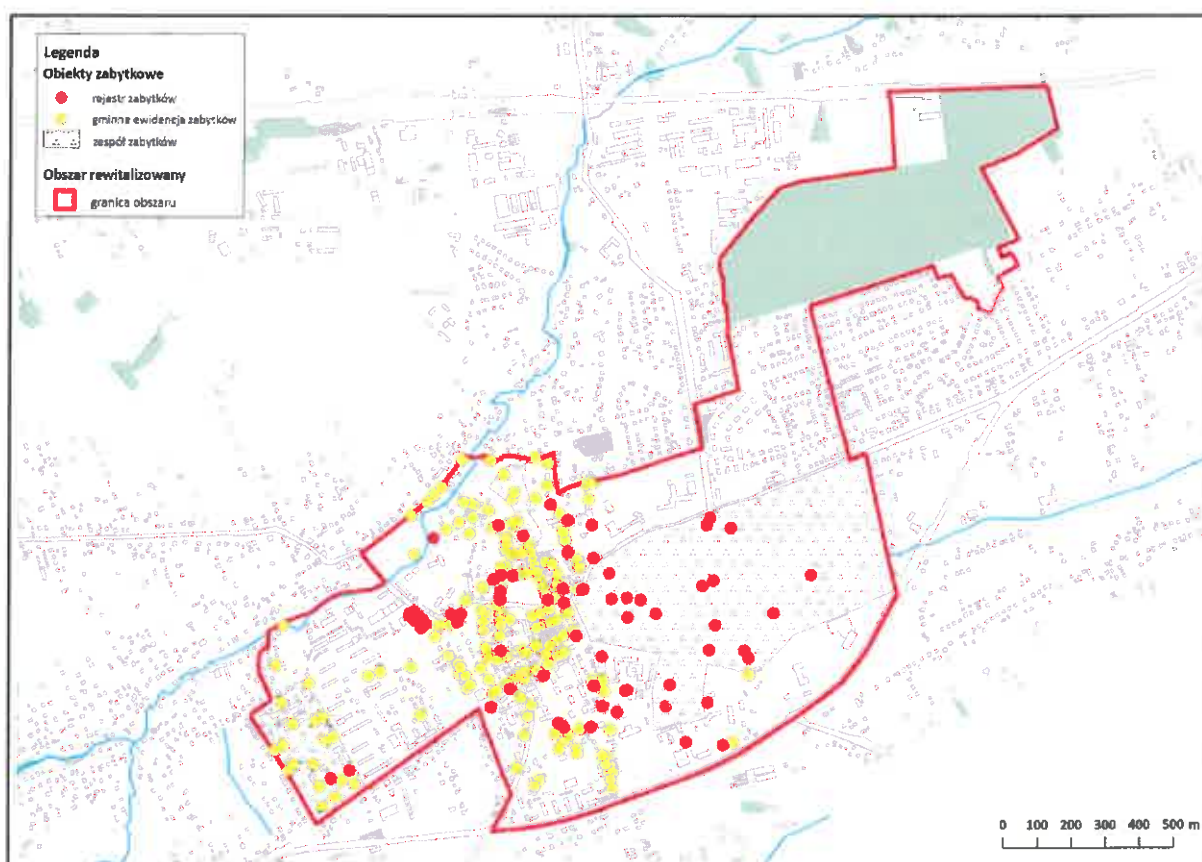 Legenda
Obiekty zabytkowe
rejestr zabytków
gminna ewidencja zabytków
zespół zabytków
Obszar rewitalizowany
granica obszaru
0 100 200 300 400 500 m